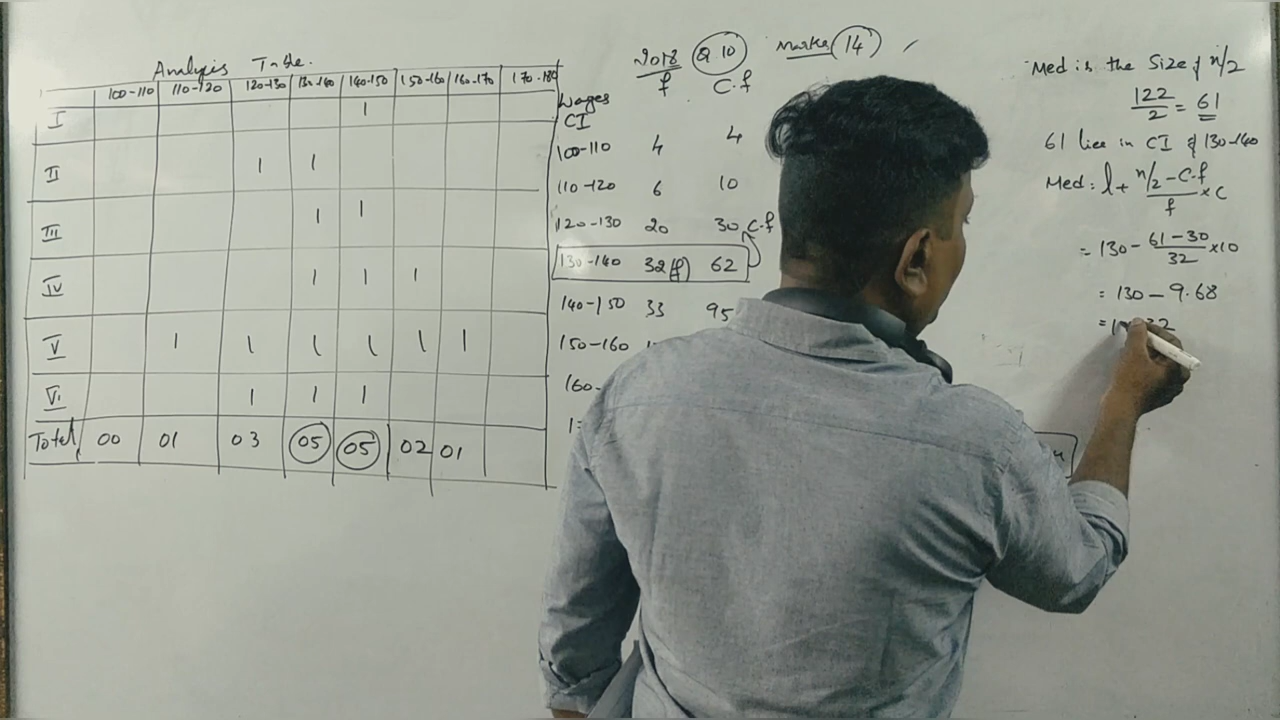 Analysis Table.
100-110 110-120 120-130 130-140 140-150 150-160 160-170 170-180
I 1
II 1 1
III 1 1
IV 1 1 1
V 1 1 1 1 1 1
VI 1 1 1
Total 00 01 03 05 05 02 01
2018 Q 10 Marks 14
f C.f
Wages
CI
100-110 4 4
110-120 6 10
120-130 20 30 C.f
130-140 32(f) 62
140-150 33 95
150-160
160-
Med is the Size of n/2
122/2 = 61
61 lies in CI of 130-140
Med: l + n/2 - C.f / f × C
= 130 - 61-30/32 × 10
= 130 - 9.68